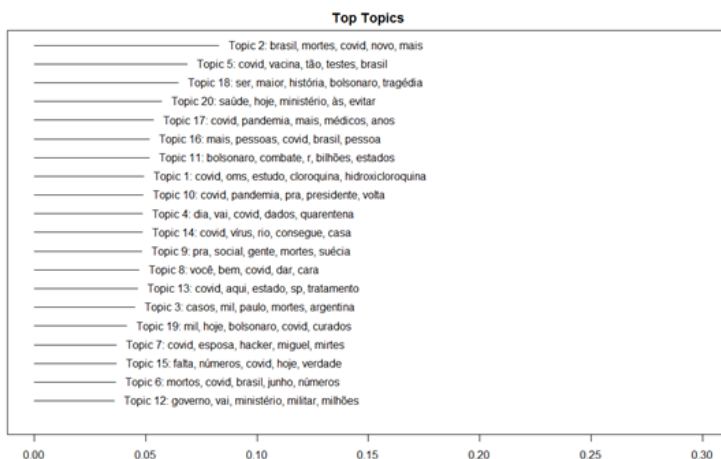 Top Topics
Topic 2: brasil, mortes, covid, novo, mais
Topic 5: covid, vacina, tão, testes, brasil
Topic 18: ser, maior, história, bolsonaro, tragédia
Topic 20: saúde, hoje, ministério, às, evitar
Topic 17: covid, pandemia, mais, médicos, anos
Topic 16: mais, pessoas, covid, brasil, pessoa
Topic 11: bolsonaro, combate, r, bilhões, estados
Topic 1: covid, oms, estudo, cloroquina, hidroxicloroquina
Topic 10: covid, pandemia, pra, presidente, volta
Topic 4: dia, vai, covid, dados, quarentena
Topic 14: covid, vírus, rio, consegue, casa
Topic 9: pra, social, gente, mortes, suécia
Topic 8: você, bem, covid, dar, cara
Topic 13: covid, aqui, estado, sp, tratamento
Topic 3: casos, mil, paulo, mortes, argentina
Topic 19: mil, hoje, bolsonaro, covid, curados
Topic 7: covid, esposa, hacker, miguel, mirtes
Topic 15: falta, números, covid, hoje, verdade
Topic 6: mortos, covid, brasil, junho, números
Topic 12: governo, vai, ministério, militar, milhões
0.00 0.05 0.10 0.15 0.20 0.25 0.30